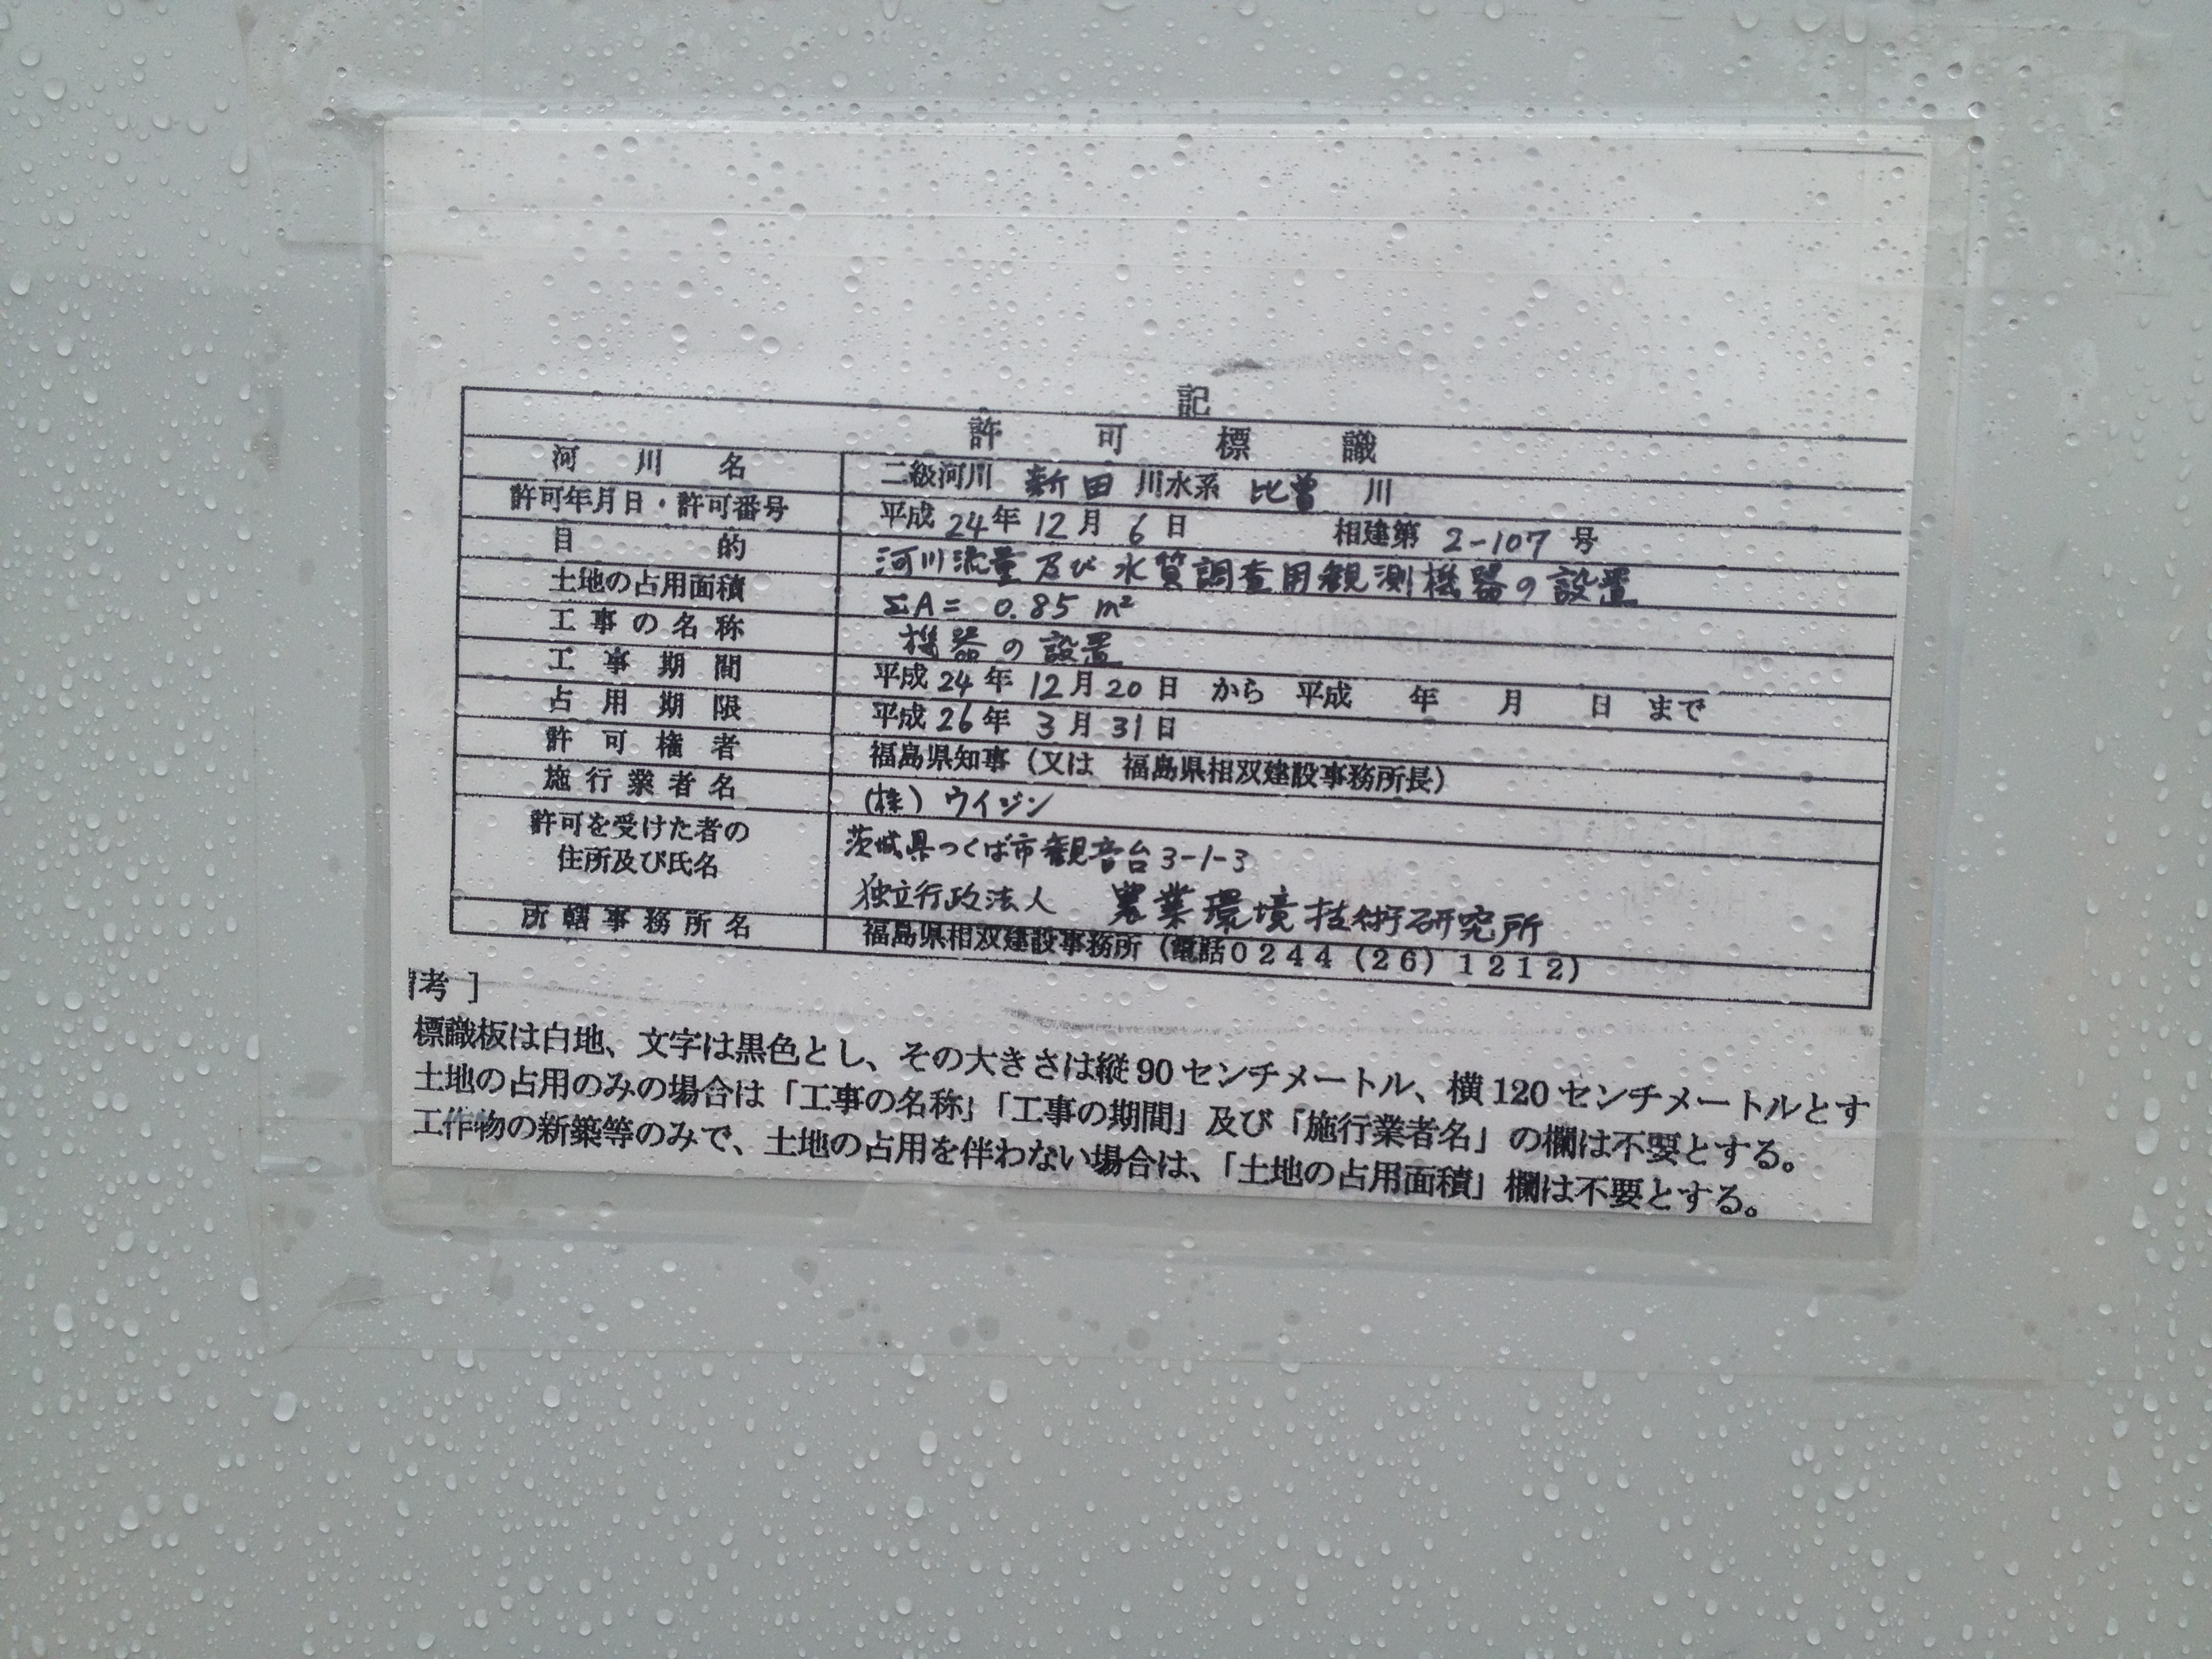 記
許可標識
河川名 二級河川 新田 川水系 比曽 川
許可年月日・許可番号 平成 24年 12月 6日 相建第 2-107 号
目的 河川流量及び水質調査用観測機器の設置
土地の占用面積 ΣA= 0.85 m²
工事の名称 機器の設置
工事期間 平成 24年 12月 20日 から 平成 年 月 日 まで
占用期限 平成 26年 3月 31日
許可権者 福島県知事(又は 福島県相双建設事務所長)
施行業者名 (株) ウイジン
許可を受けた者の 茨城県つくば市観音台3-1-3
住所及び氏名 独立行政法人 農業環境技術研究所
所轄事務所名 福島県相双建設事務所(電話0244(26)1212)
考 ]
標識板は白地、文字は黒色とし、その大きさは縦90センチメートル、横120センチメートルとす
土地の占用のみの場合は「工事の名称」「工事の期間」及び「施行業者名」の欄は不要とする。
工作物の新築等のみで、土地の占用を伴わない場合は、「土地の占用面積」欄は不要とする。